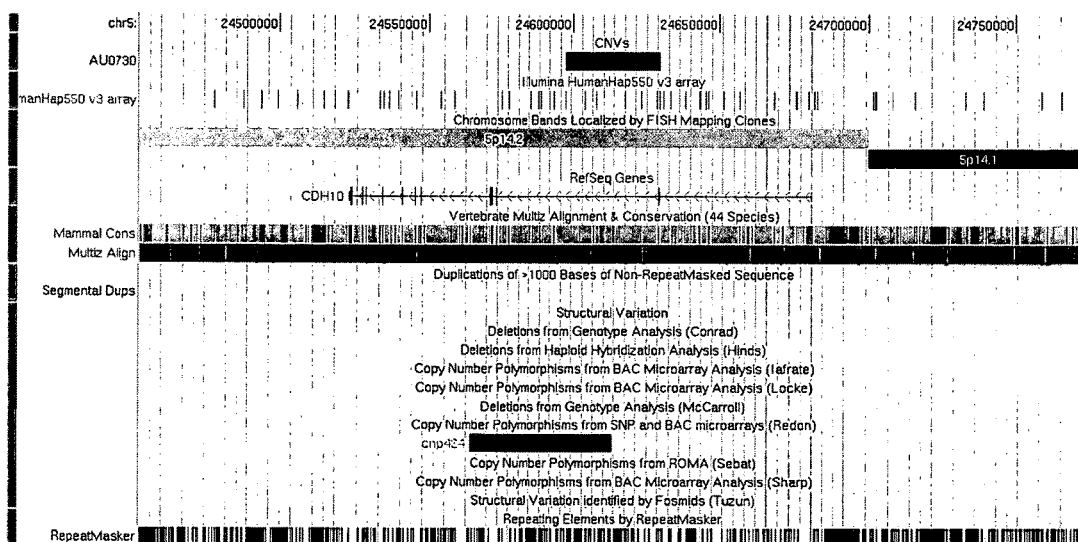 chr5: 24500000 24550000 24600000 24650000 24700000 24750000
CNVs
AU0730
Illumina HumanHap550 v3 array
manHap550 v3 array
Chromosome Bands Localized by FISH Mapping Clones
5p14.2
5p14.1
RefSeq Genes
CDH10
Vertebrate Multiz Alignment & Conservation (44 Species)
Mammal Cons
Multiz Align
Duplications of >1000 Bases of Non-RepeatMasked Sequence
Segmental Dups
Structural Variation
Deletions from Genotype Analysis (Conrad)
Deletions from Haploid Hybridization Analysis (Hinds)
Copy Number Polymorphisms from BAC Microarray Analysis (Iafrate)
Copy Number Polymorphisms from BAC Microarray Analysis (Locke)
Deletions from Genotype Analysis (McCarroll)
Copy Number Polymorphisms from SNP and BAC microarrays (Redon)
cnp424
Copy Number Polymorphisms from ROMA (Sebat)
Copy Number Polymorphisms from BAC Microarray Analysis (Sharp)
Structural Variation identified by Fosmids (Tuzun)
Repeating Elements by RepeatMasker
RepeatMasker